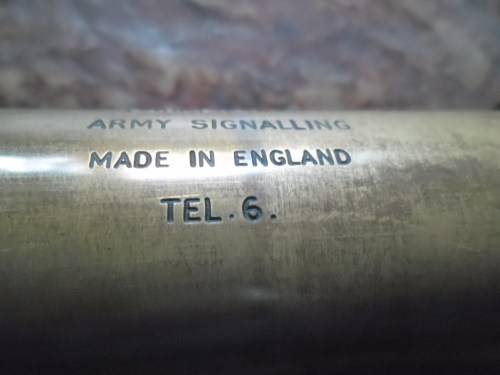 ARMY SIGNALLING
MADE IN ENGLAND
TEL.6.